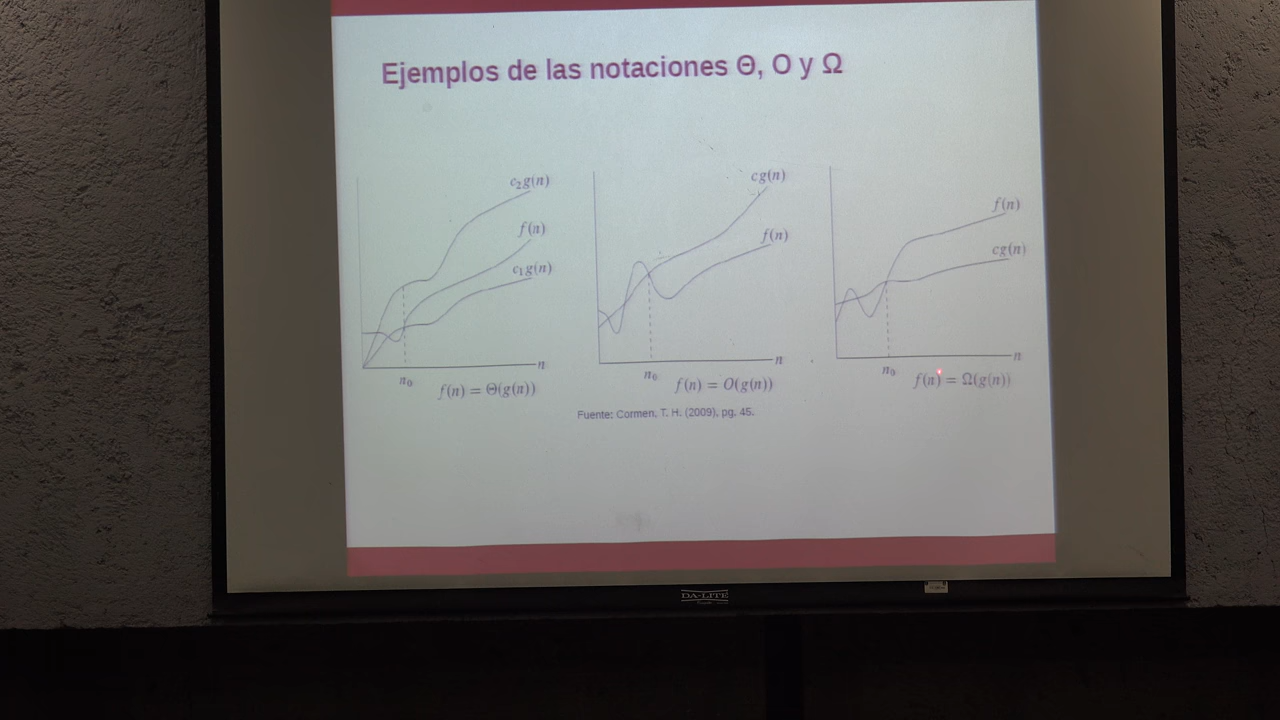 Ejemplos de las notaciones Θ, O y Ω
c₂g(n)
f(n)
c₁g(n)
n
n₀
f(n) = Θ(g(n))
cg(n)
f(n)
n
n₀
f(n) = O(g(n))
f(n)
cg(n)
n
n₀
f(n) = Ω(g(n))
Fuente: Cormen, T. H. (2009), pg. 45.
DA-LITE